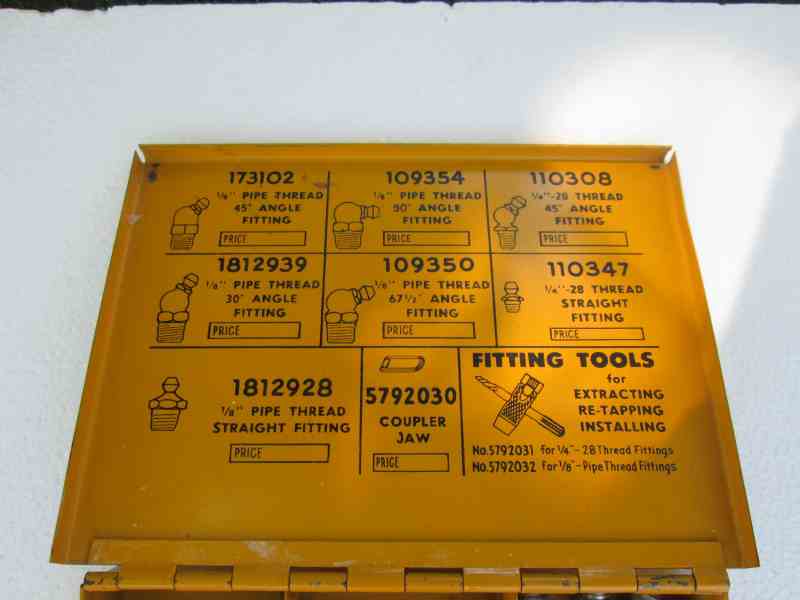 173102
1/8" PIPE THREAD
45° ANGLE
FITTING
PRICE
109354
1/8" PIPE THREAD
90° ANGLE
FITTING
PRICE
110308
1/4"-28 THREAD
45° ANGLE
FITTING
PRICE
1812939
1/8" PIPE THREAD
30° ANGLE
FITTING
PRICE
109350
1/8" PIPE THREAD
67 1/2° ANGLE
FITTING
PRICE
110347
1/4"-28 THREAD
STRAIGHT
FITTING
PRICE
1812928
1/8" PIPE THREAD
STRAIGHT FITTING
PRICE
5792030
COUPLER
JAW
PRICE
FITTING TOOLS
for
EXTRACTING
RE-TAPPING
INSTALLING
No.5792031 for 1/4"-28 Thread Fittings
No.5792032 for 1/8"-Pipe Thread Fittings